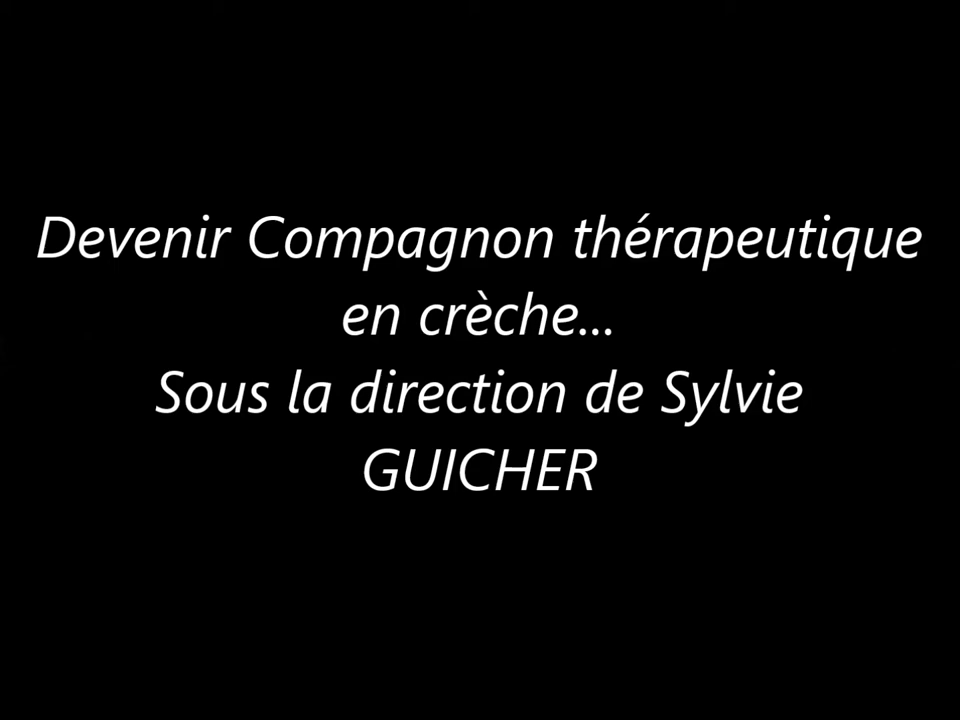 Devenir Compagnon thérapeutique
en crèche...
Sous la direction de Sylvie
GUICHER